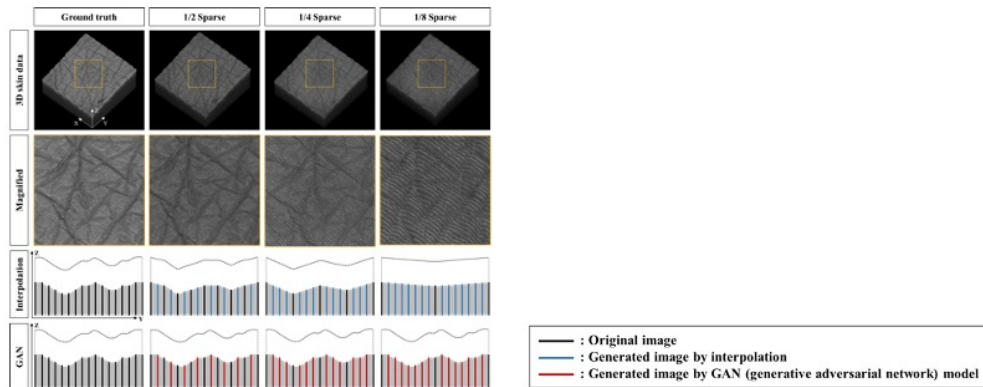 Ground truth
1/2 Sparse
1/4 Sparse
1/8 Sparse
3D skin data
Z
X
Y
Magnified
Interpolation
Z
Y
GAN
Z
: Original image
: Generated image by interpolation
: Generated image by GAN (generative adversarial network) model